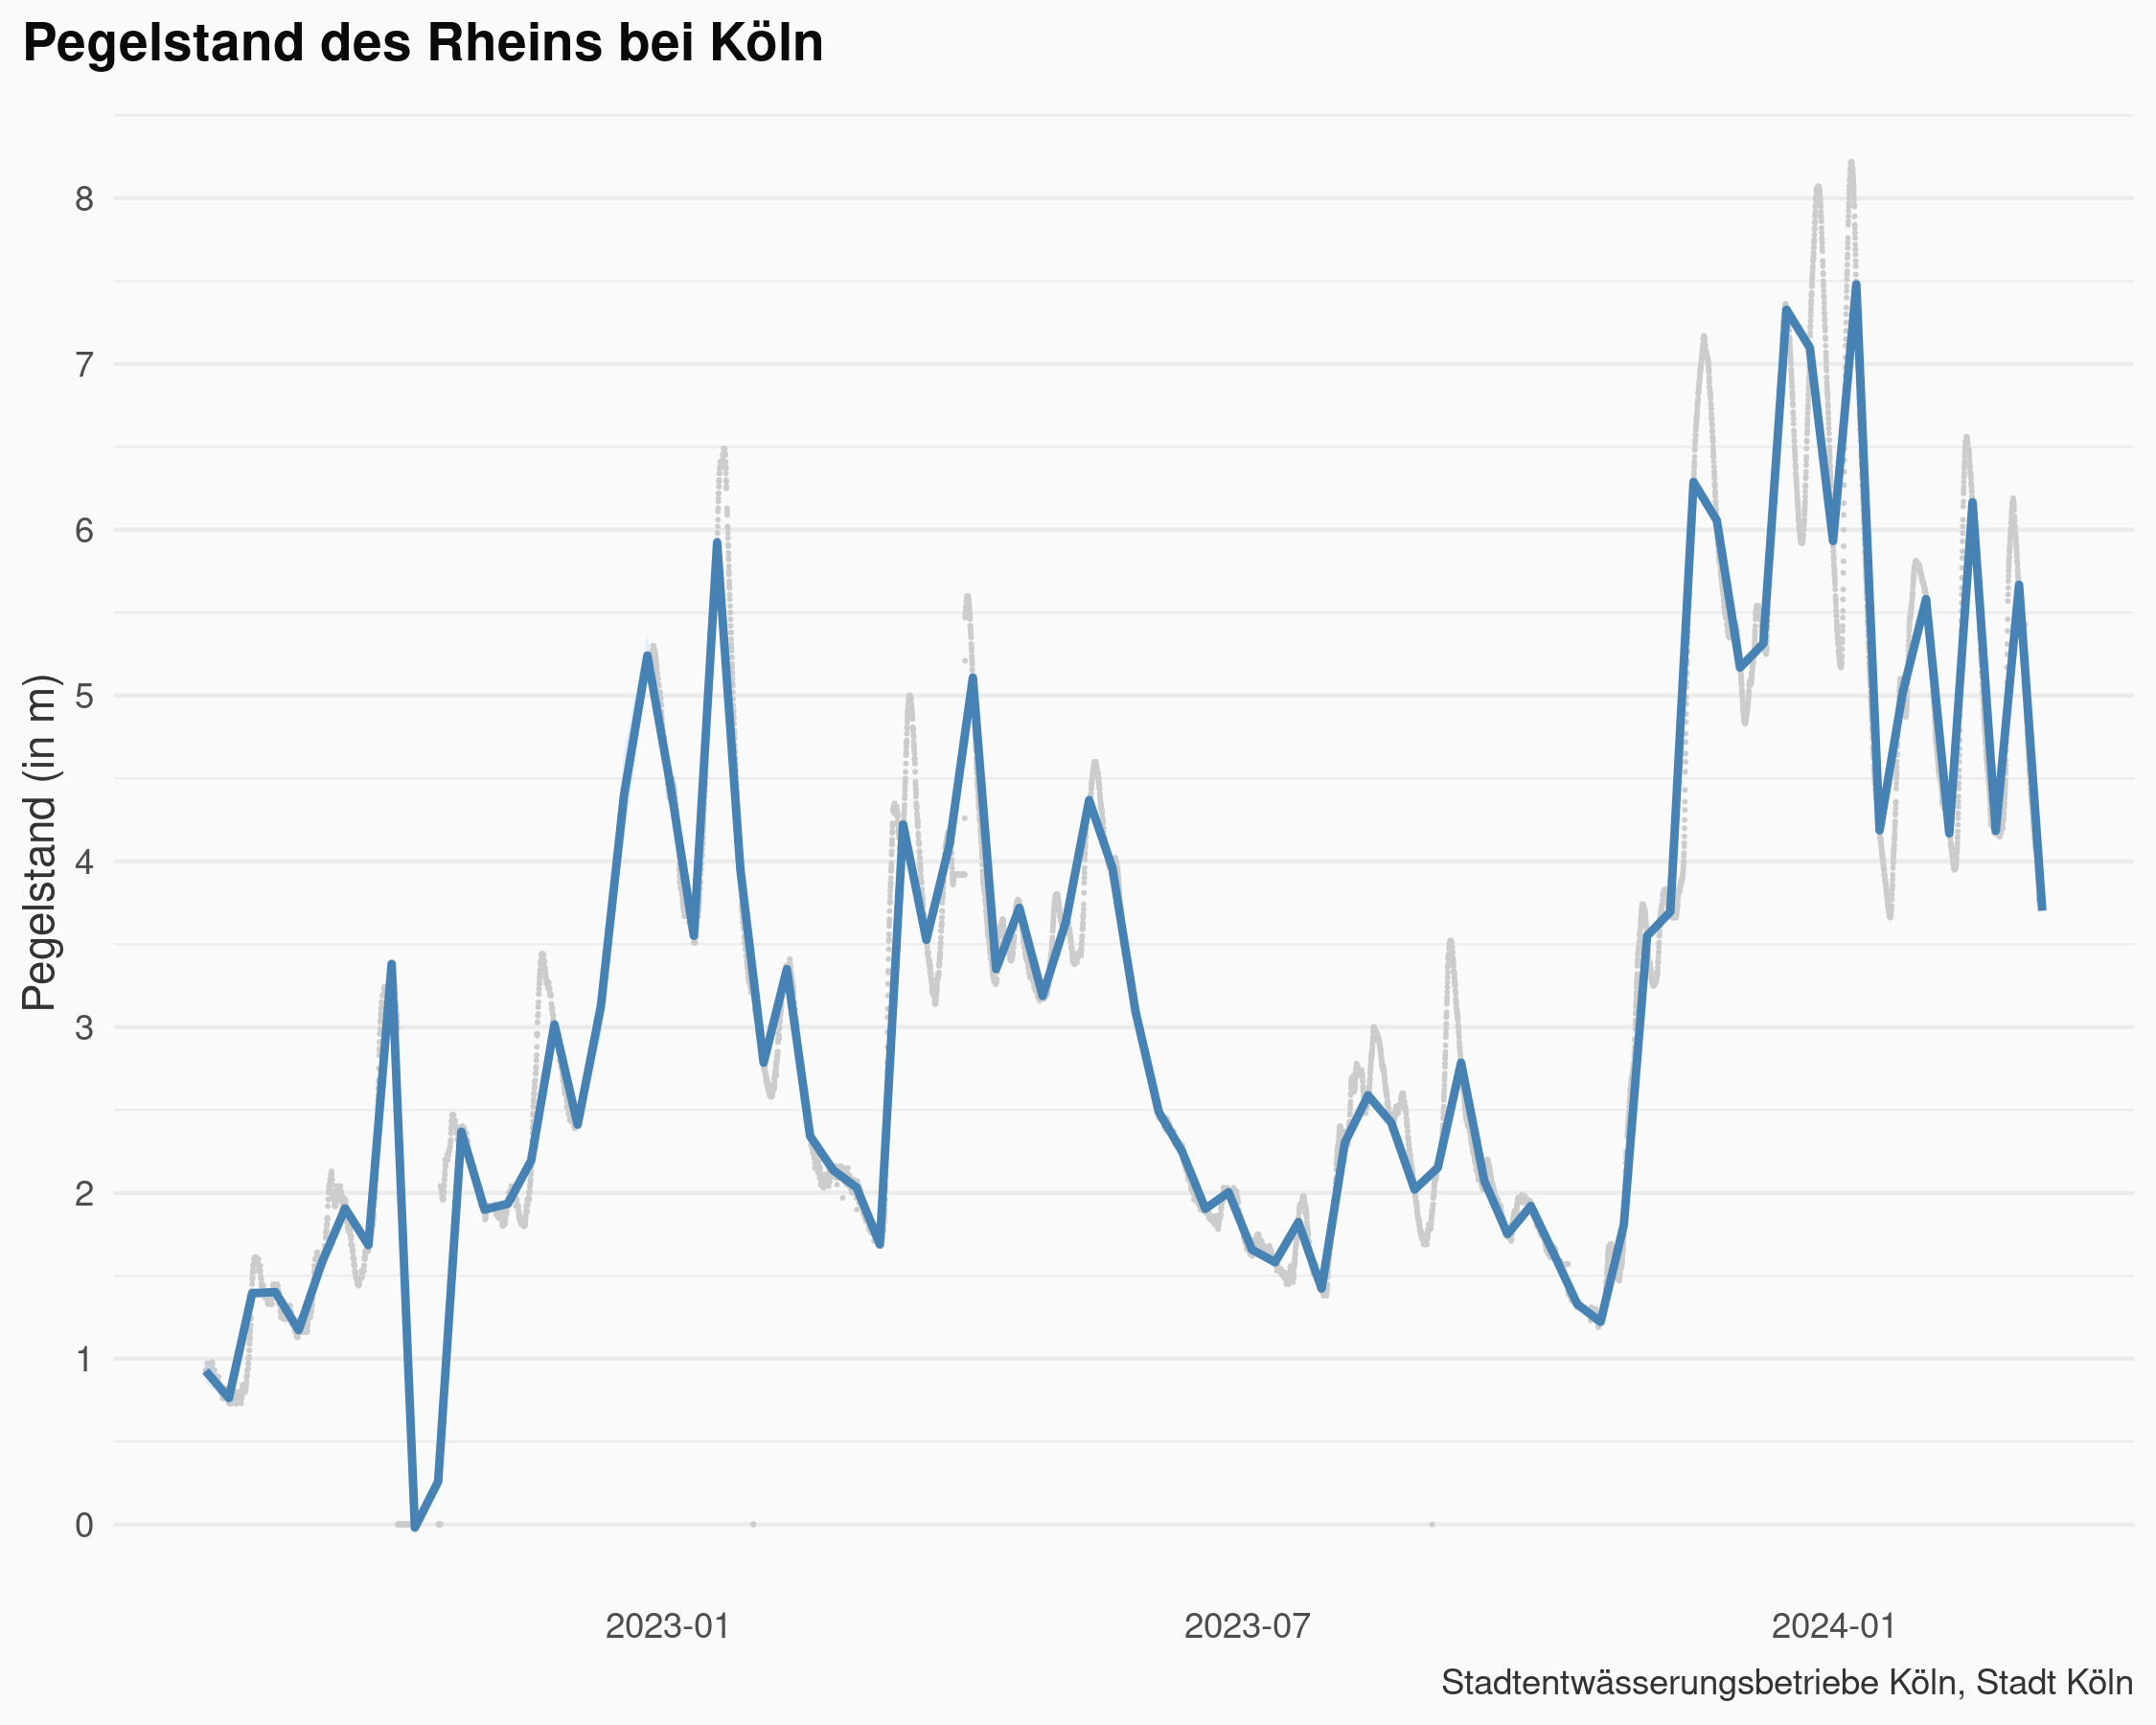 Pegelstand des Rheins bei Köln
Pegelstand (in m)
8
7
6
5
4
3
2
1
0
2023-01 2023-07 2024-01
Stadtentwässerungsbetriebe Köln, Stadt Köln